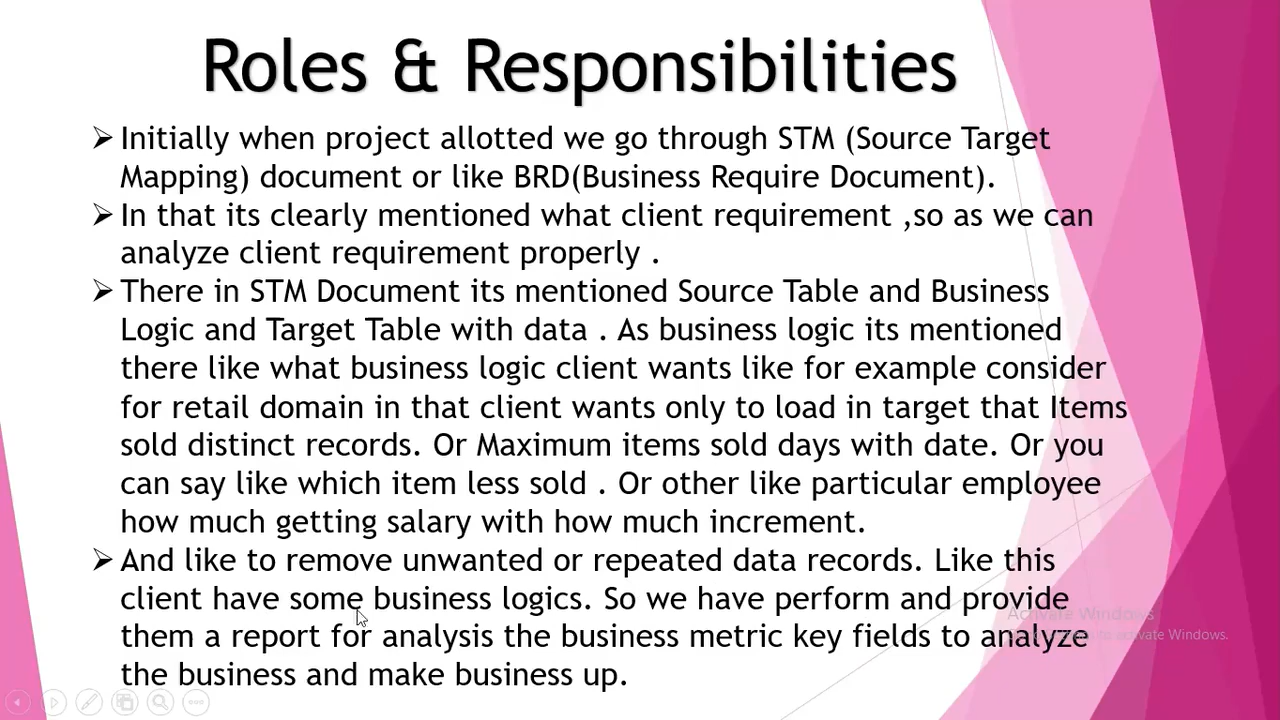 Roles & Responsibilities
➢ Initially when project allotted we go through STM (Source Target
Mapping) document or like BRD(Business Require Document).
➢ In that its clearly mentioned what client requirement ,so as we can
analyze client requirement properly .
➢ There in STM Document its mentioned Source Table and Business
Logic and Target Table with data . As business logic its mentioned
there like what business logic client wants like for example consider
for retail domain in that client wants only to load in target that Items
sold distinct records. Or Maximum items sold days with date. Or you
can say like which item less sold . Or other like particular employee
how much getting salary with how much increment.
➢ And like to remove unwanted or repeated data records. Like this
client have some business logics. So we have perform and provide
them a report for analysis the business metric key fields to analyze
the business and make business up.
Activate Windows
to activate Windows.